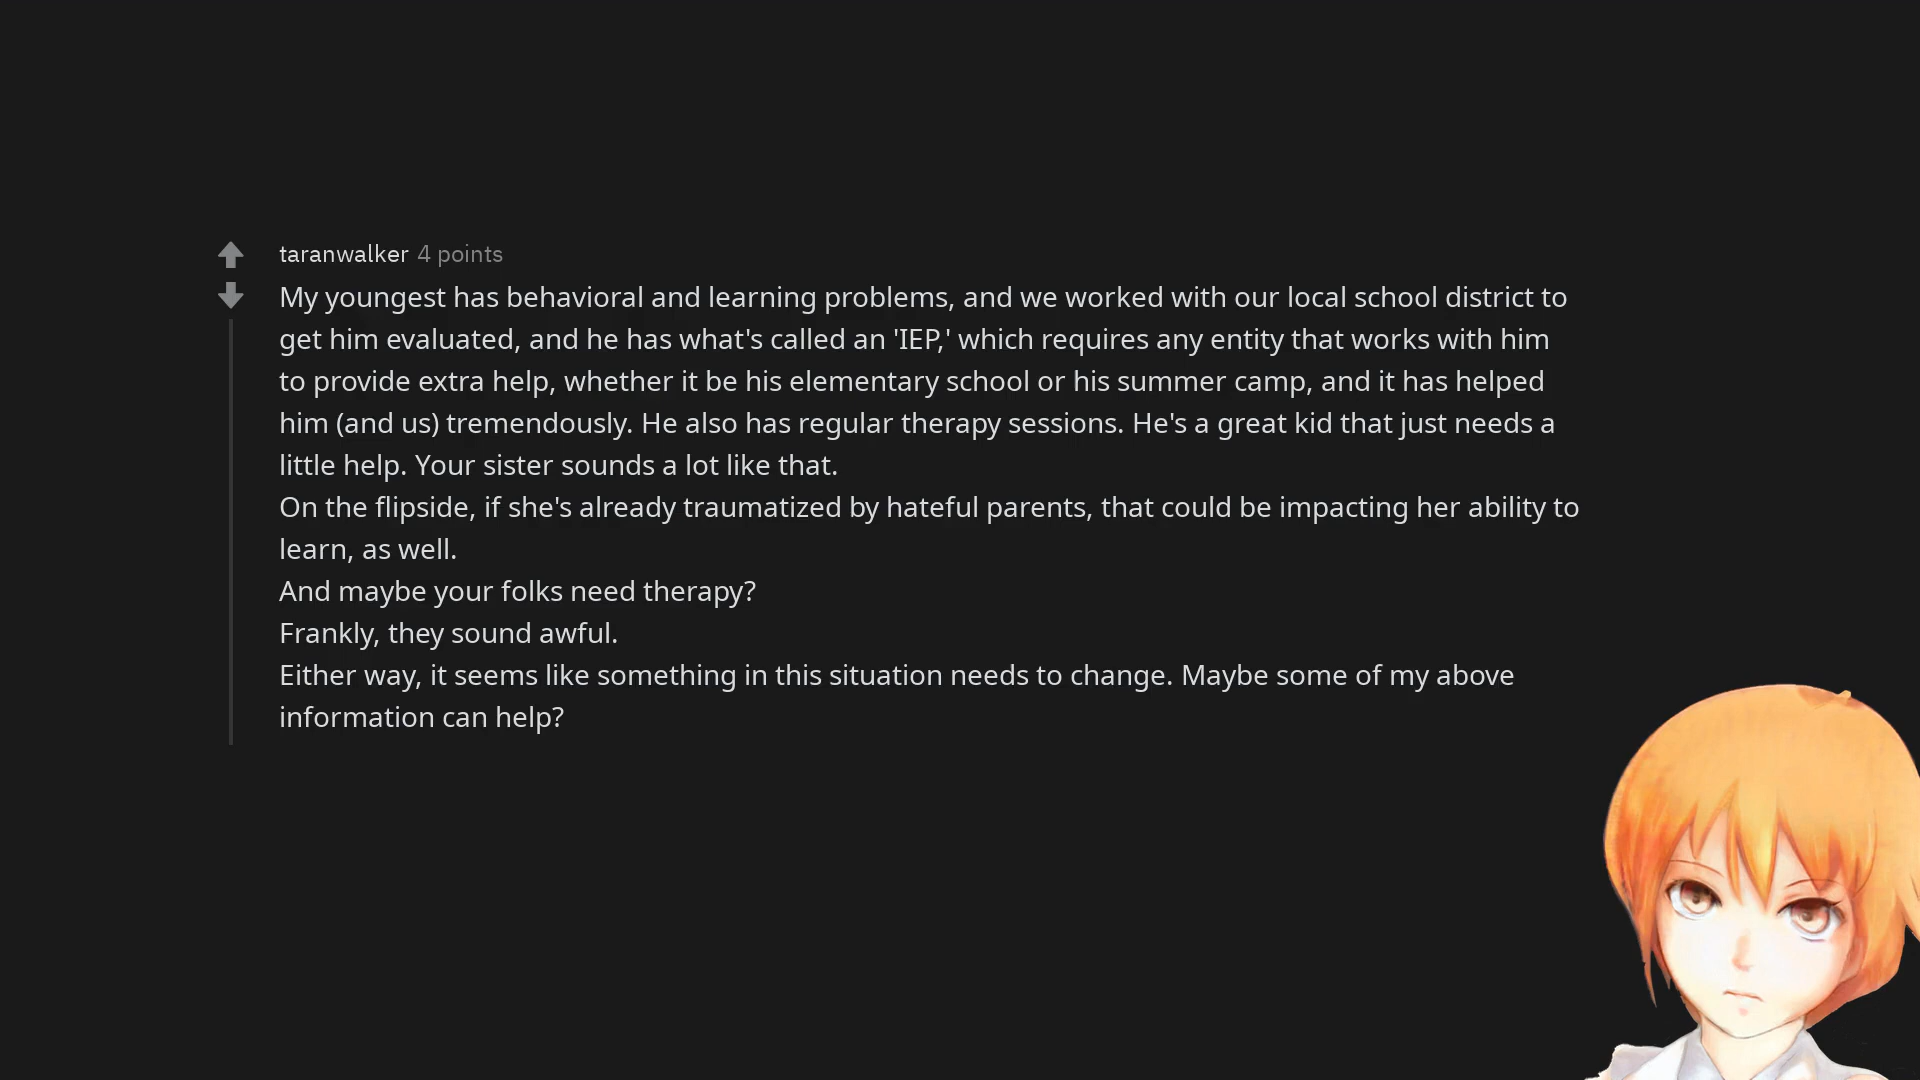 taranwalker 4 points
My youngest has behavioral and learning problems, and we worked with our local school district to
get him evaluated, and he has what's called an 'IEP,' which requires any entity that works with him
to provide extra help, whether it be his elementary school or his summer camp, and it has helped
him (and us) tremendously. He also has regular therapy sessions. He's a great kid that just needs a
little help. Your sister sounds a lot like that.
On the flipside, if she's already traumatized by hateful parents, that could be impacting her ability to
learn, as well.
And maybe your folks need therapy?
Frankly, they sound awful.
Either way, it seems like something in this situation needs to change. Maybe some of my above
information can help?